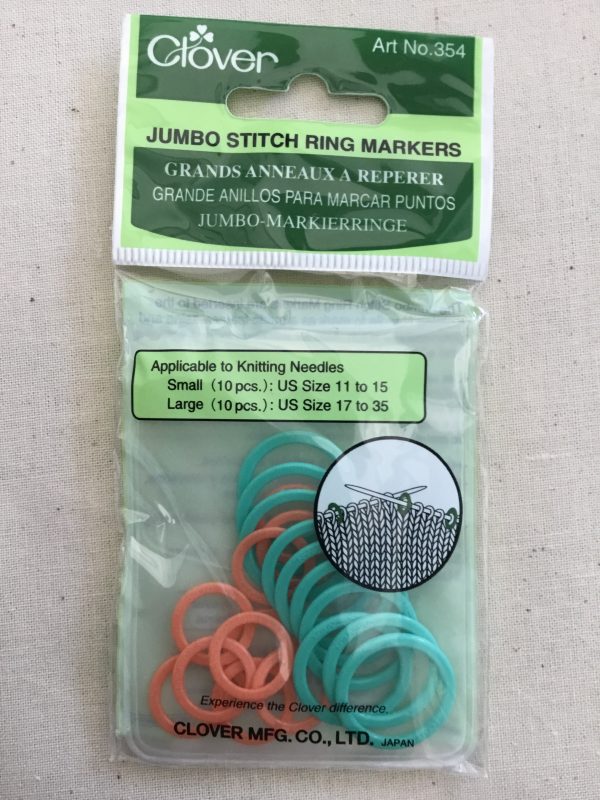 Clover
Art No.354
JUMBO STITCH RING MARKERS
GRANDS ANNEAUX A REPERER
GRANDE ANILLOS PARA MARCAR PUNTOS
JUMBO-MARKIERRINGE
Applicable to Knitting Needles
Small (10 pcs.): US Size 11 to 15
Large (10 pcs.): US Size 17 to 35
Experience the Clover difference.
CLOVER MFG. CO., LTD. JAPAN